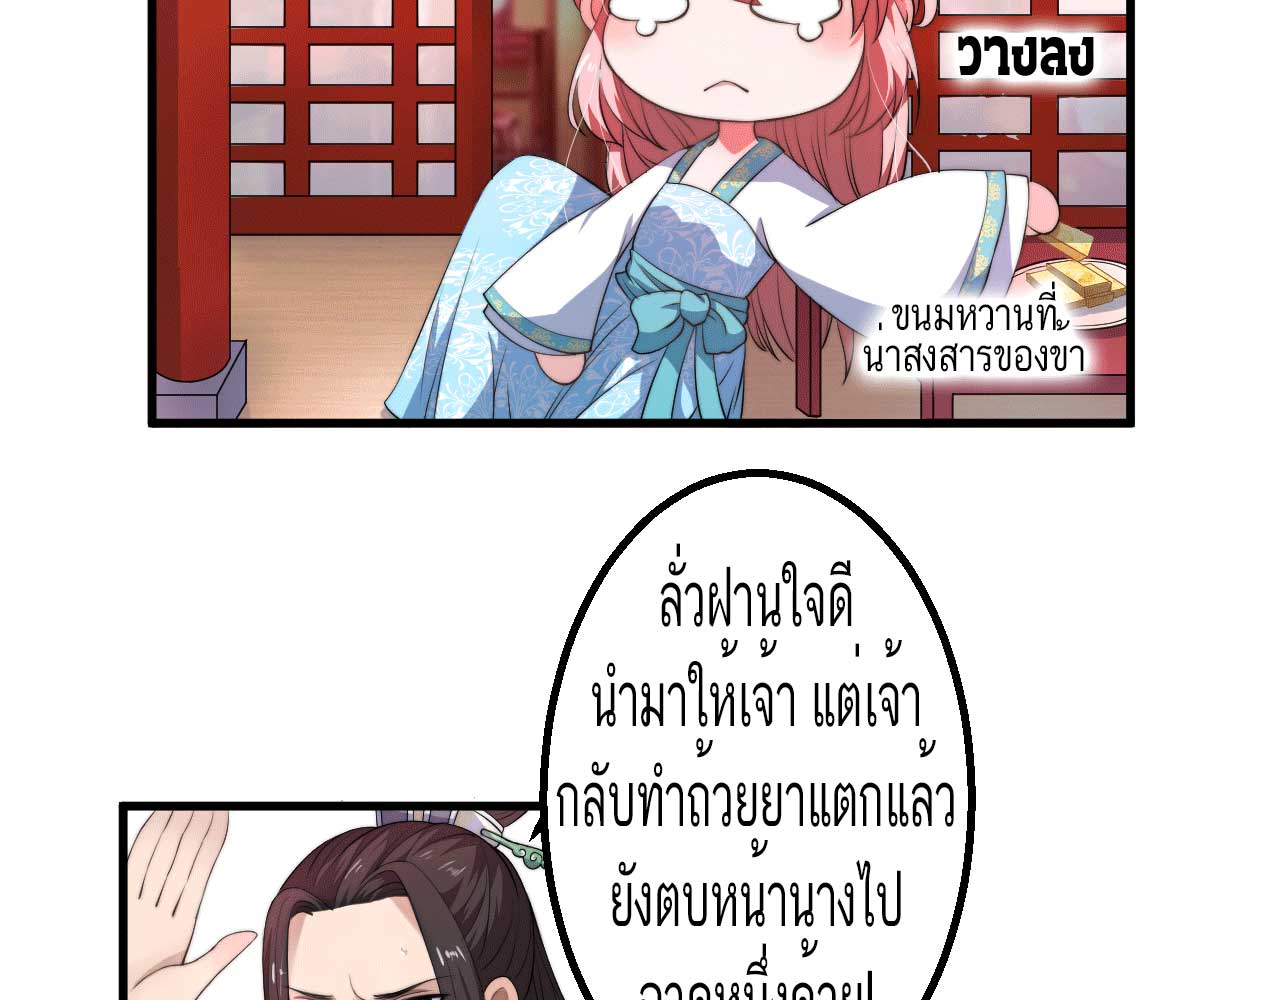 วางลง
ขนมหวานที่
น่าสงสารของข้า
ลั่วฝานใจดี
นำมาให้เจ้า แต่เจ้า
กลับทำถ้วยยาแตกแล้ว
ยังตบหน้านางไป